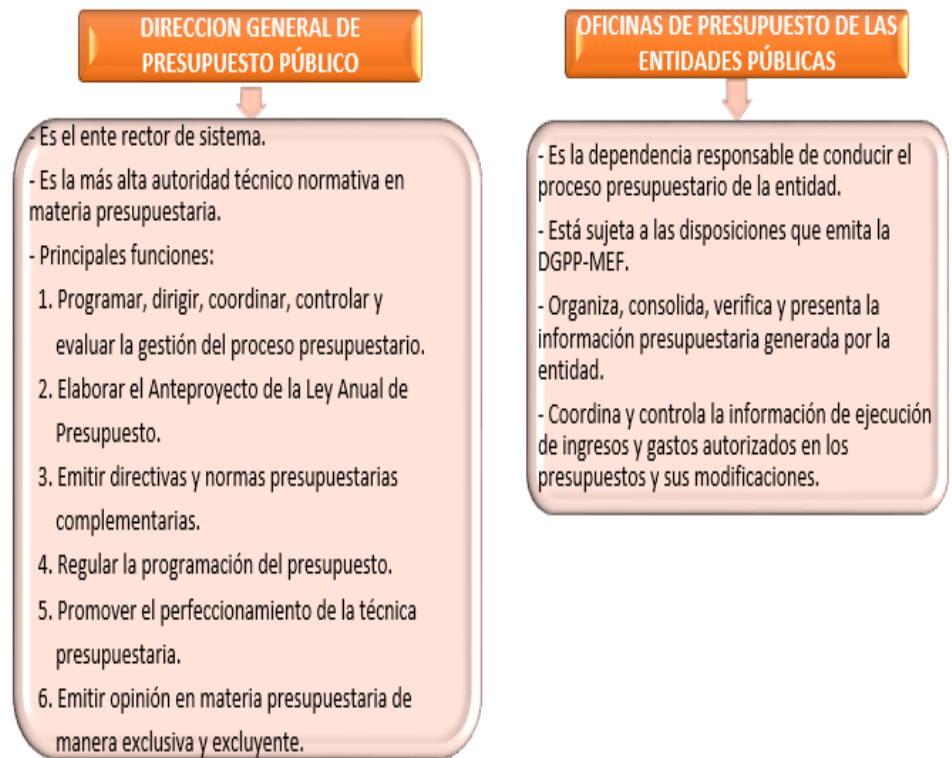 DIRECCION GENERAL DE
PRESUPUESTO PÚBLICO
- Es el ente rector de sistema.
- Es la más alta autoridad técnico normativa en
materia presupuestaria.
- Principales funciones:
1. Programar, dirigir, coordinar, controlar y
evaluar la gestión del proceso presupuestario.
2. Elaborar el Anteproyecto de la Ley Anual de
Presupuesto.
3. Emitir directivas y normas presupuestarias
complementarias.
4. Regular la programación del presupuesto.
5. Promover el perfeccionamiento de la técnica
presupuestaria.
6. Emitir opinión en materia presupuestaria de
manera exclusiva y excluyente.
OFICINAS DE PRESUPUESTO DE LAS
ENTIDADES PÚBLICAS
- Es la dependencia responsable de conducir el
proceso presupuestario de la entidad.
- Está sujeta a las disposiciones que emita la
DGPP-MEF.
- Organiza, consolida, verifica y presenta la
información presupuestaria generada por la
entidad.
- Coordina y controla la información de ejecución
de ingresos y gastos autorizados en los
presupuestos y sus modificaciones.